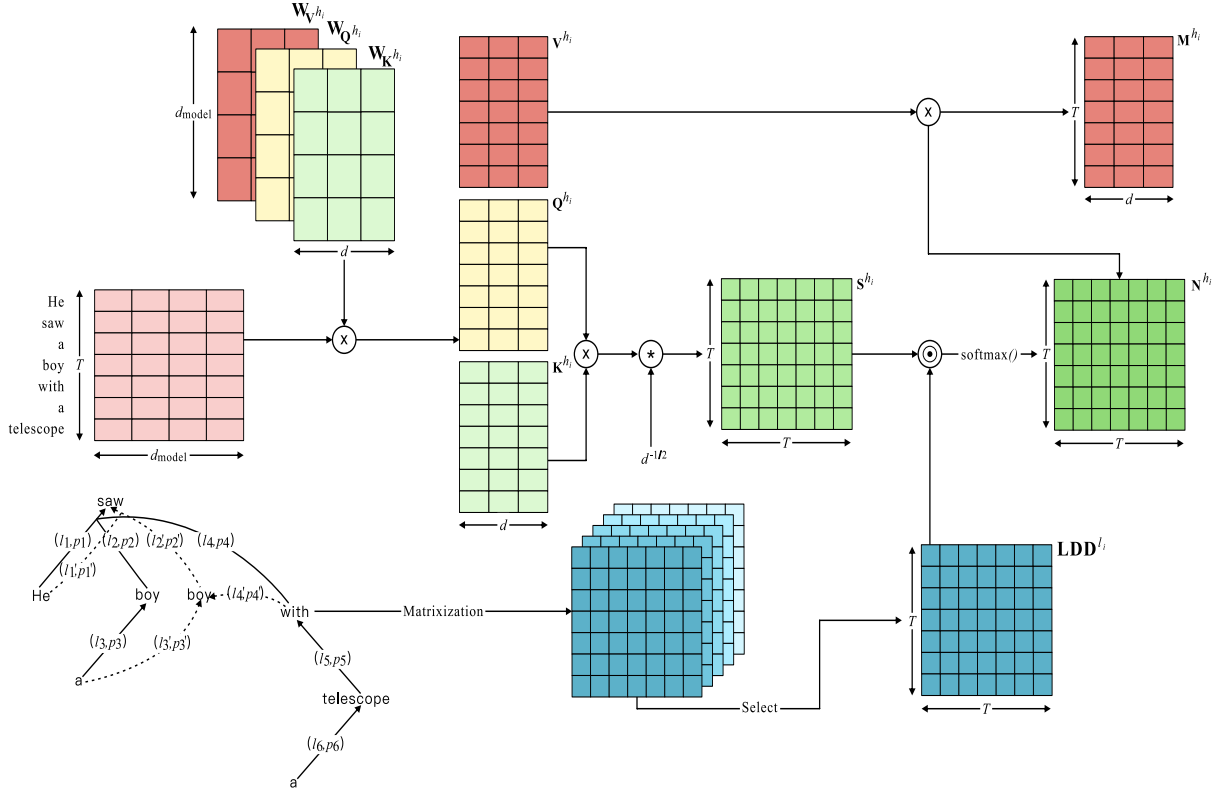 W_V^{h_i}
W_Q^{h_i}
W_K^{h_i}
d_model
d
V^{h_i}
X
T
M^{h_i}
d
Q^{h_i}
He
saw
a
boy
with
a
telescope
T
d_model
X
K^{h_i}
d
X
*
d^{-1/2}
T
S^{h_i}
T
softmax()
T
N^{h_i}
T
saw
(l1,p1)
(l2,p2)
(l2',p2')
(l4,p4)
(l1',p1')
He
boy
boy
(l4',p4')
with
Matrixization
(l3,p3)
(l3',p3')
a
(l5,p5)
telescope
(l6,p6)
a
Select
T
LDD^{l_i}
T